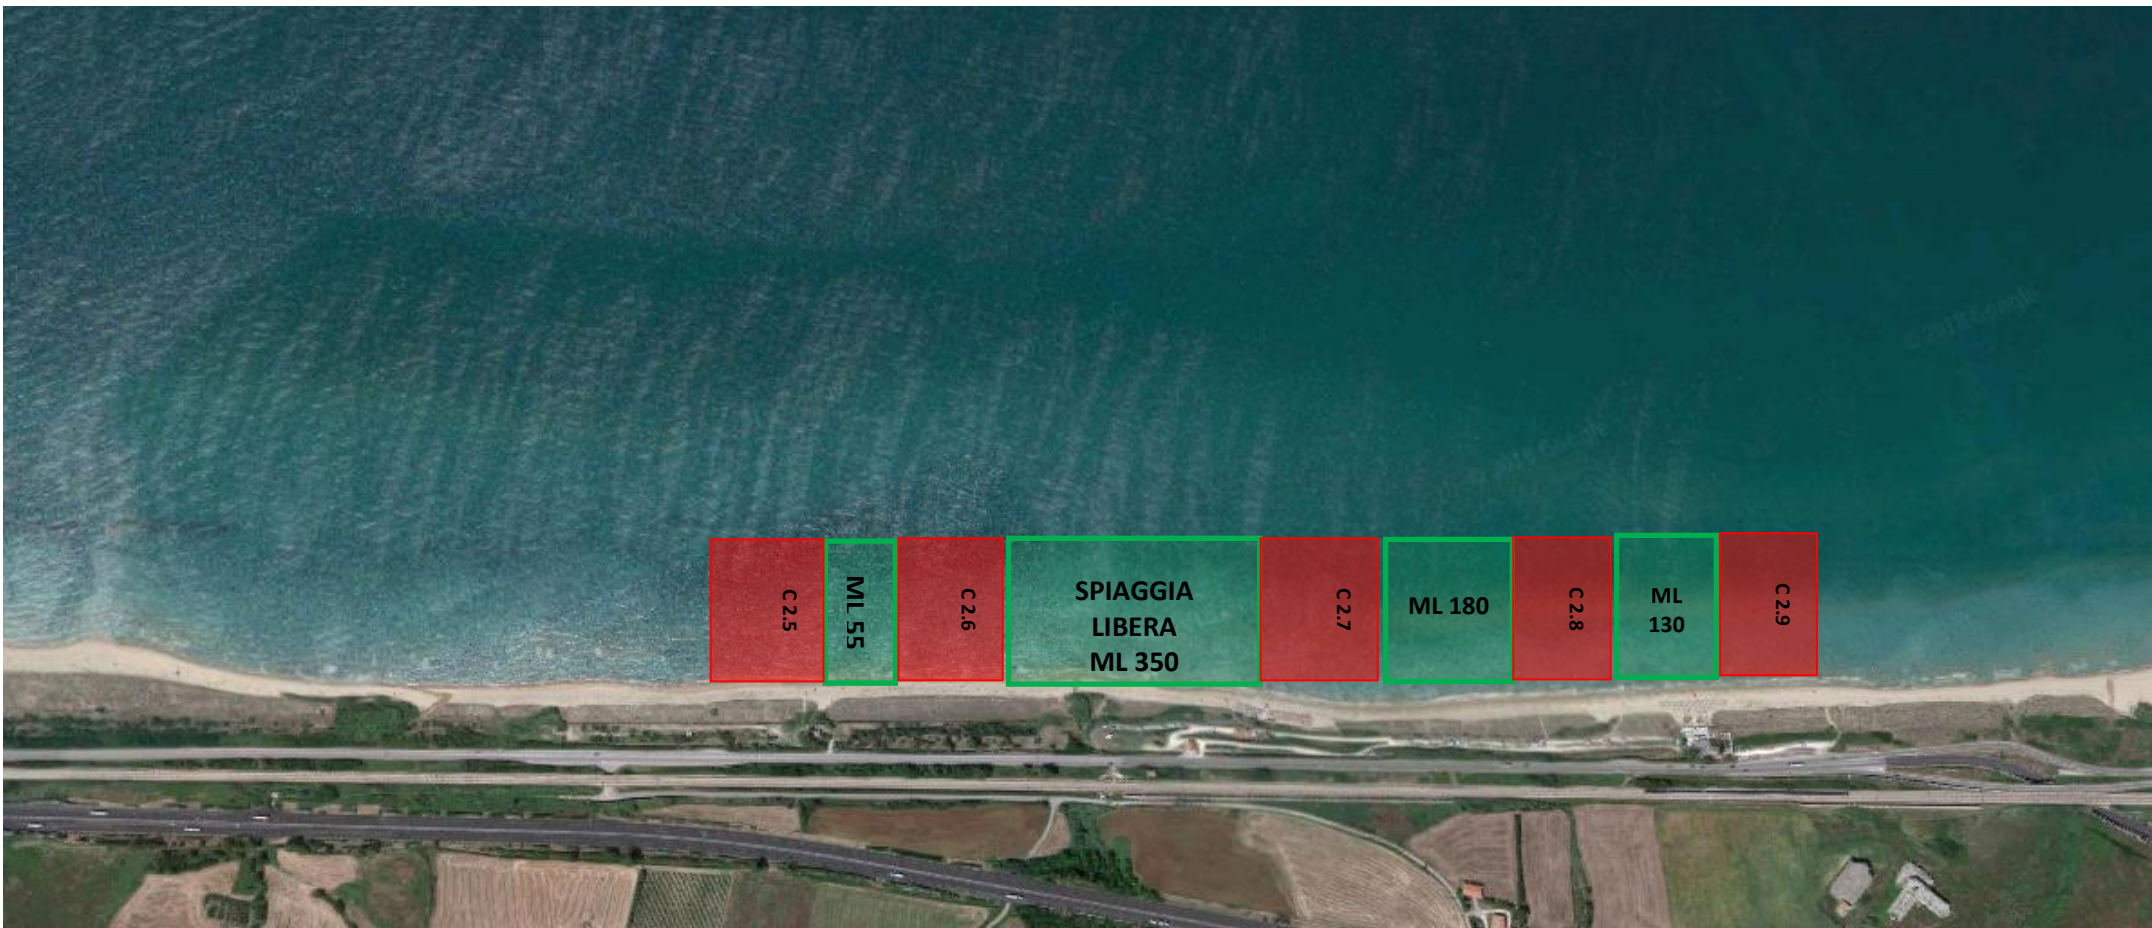 C 2.5
ML 55
C 2.6
SPIAGGIA
LIBERA
ML 350
C 2.7
ML 180
C 2.8
ML
130
C 2.9